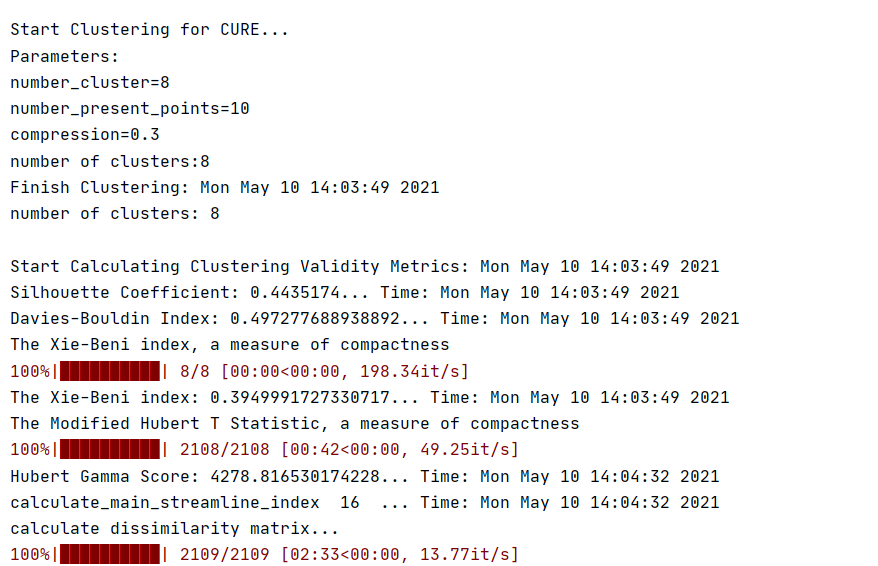 Start Clustering for CURE...
Parameters:
number_cluster=8
number_present_points=10
compression=0.3
number of clusters:8
Finish Clustering: Mon May 10 14:03:49 2021
number of clusters: 8
Start Calculating Clustering Validity Metrics: Mon May 10 14:03:49 2021
Silhouette Coefficient: 0.4435174... Time: Mon May 10 14:03:49 2021
Davies-Bouldin Index: 0.497277688938892... Time: Mon May 10 14:03:49 2021
The Xie-Beni index, a measure of compactness
100%|██████████| 8/8 [00:00<00:00, 198.34it/s]
The Xie-Beni index: 0.3949991727330717... Time: Mon May 10 14:03:49 2021
The Modified Hubert T Statistic, a measure of compactness
100%|██████████| 2108/2108 [00:42<00:00, 49.25it/s]
Hubert Gamma Score: 4278.816530174228... Time: Mon May 10 14:04:32 2021
calculate_main_streamline_index  16  ... Time: Mon May 10 14:04:32 2021
calculate dissimilarity matrix...
100%|██████████| 2109/2109 [02:33<00:00, 13.77it/s]